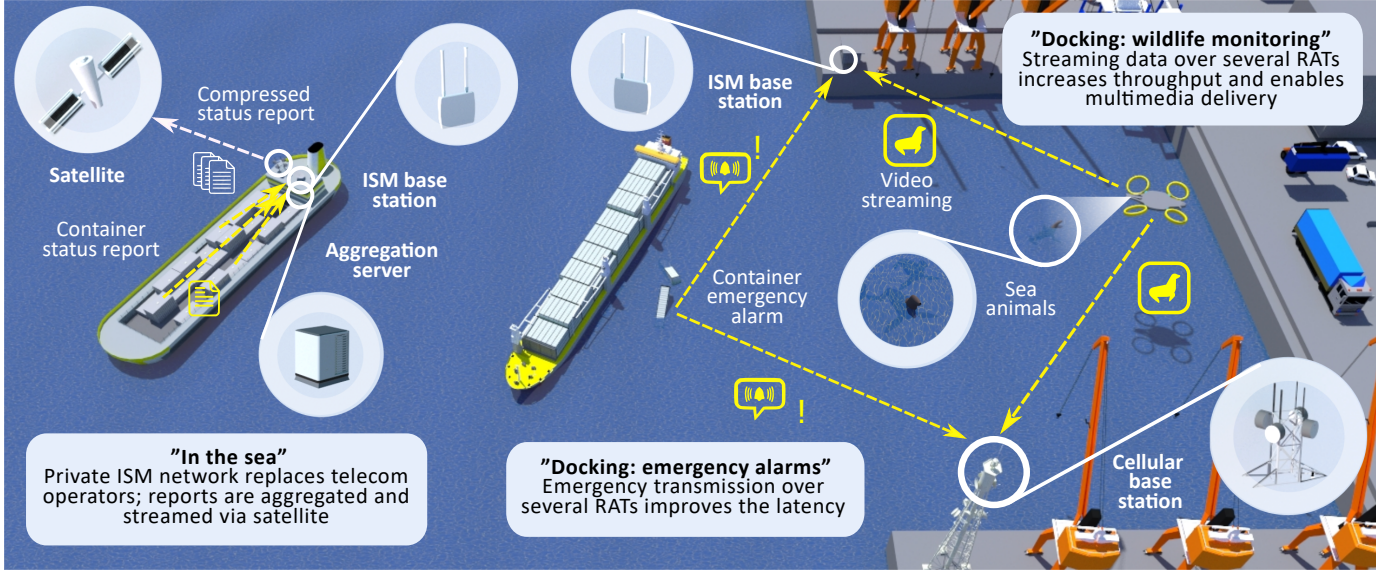 Compressed
status report
Satellite
Container
status report
ISM base
station
Aggregation
server
"In the sea"
Private ISM network replaces telecom
operators; reports are aggregated and
streamed via satellite
ISM base
station
!
Container
emergency
alarm
!
"Docking: emergency alarms"
Emergency transmission over
several RATs improves the latency
"Docking: wildlife monitoring"
Streaming data over several RATs
increases throughput and enables
multimedia delivery
Video
streaming
Sea
animals
Cellular
base
station